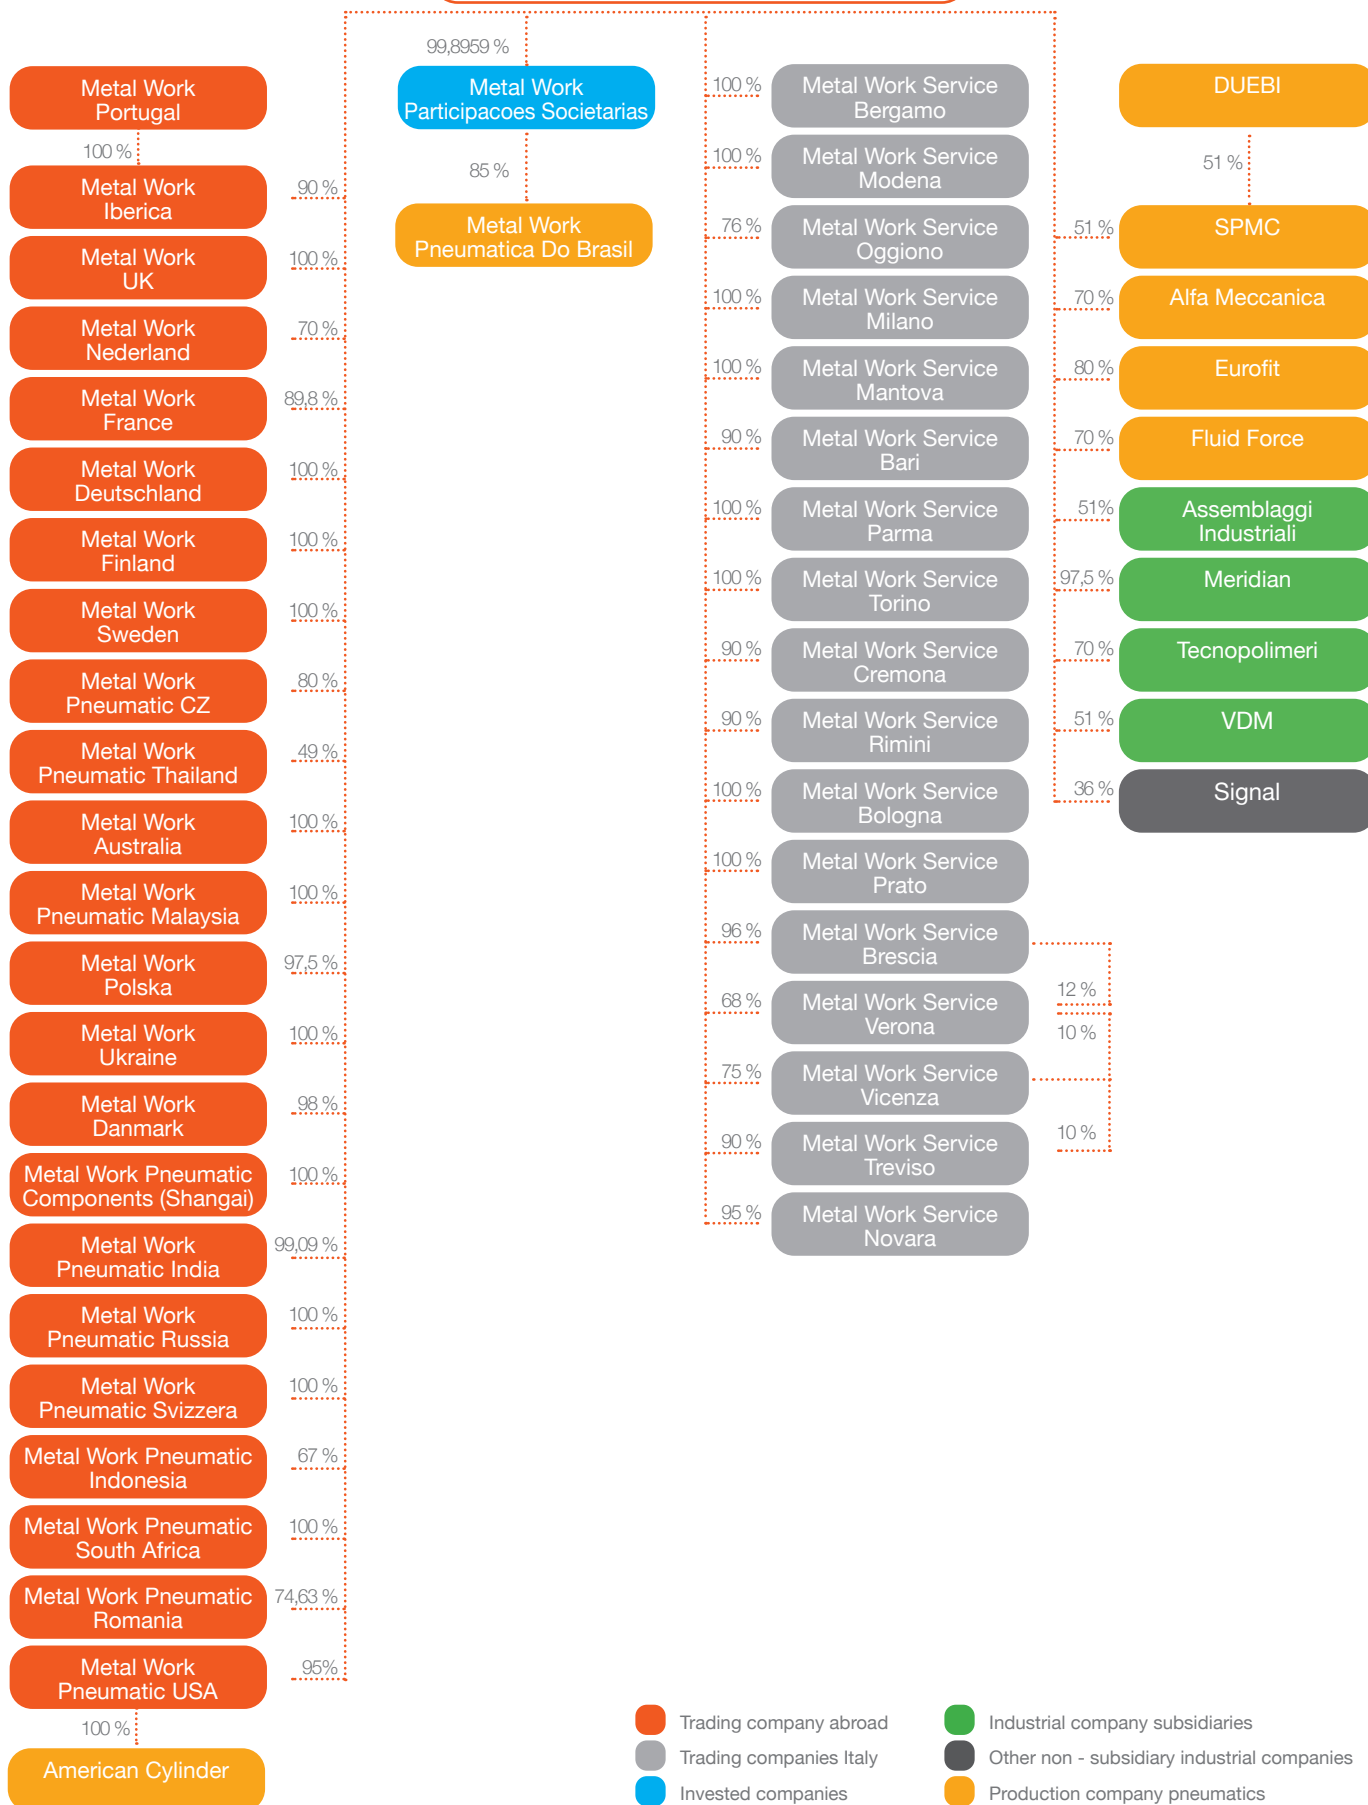 99,8959 %
Metal Work
Portugal
100 %
Metal Work
Iberica
90 %
Metal Work
UK
100 %
Metal Work
Nederland
70 %
Metal Work
France
89,8 %
Metal Work
Deutschland
100 %
Metal Work
Finland
100 %
Metal Work
Sweden
100 %
Metal Work
Pneumatic CZ
80 %
Metal Work
Pneumatic Thailand
49 %
Metal Work
Australia
100 %
Metal Work
Pneumatic Malaysia
100 %
Metal Work
Polska
97,5 %
Metal Work
Ukraine
100 %
Metal Work
Danmark
98 %
Metal Work Pneumatic
Components (Shangai)
100 %
Metal Work
Pneumatic India
99,09 %
Metal Work
Pneumatic Russia
100 %
Metal Work
Pneumatic Svizzera
100 %
Metal Work Pneumatic
Indonesia
67 %
Metal Work Pneumatic
South Africa
100 %
Metal Work Pneumatic
Romania
74,63 %
Metal Work
Pneumatic USA
95%
100 %
American Cylinder
Metal Work
Participacoes Societarias
85 %
Metal Work
Pneumatica Do Brasil
100 %
Metal Work Service
Bergamo
100 %
Metal Work Service
Modena
76 %
Metal Work Service
Oggiono
100 %
Metal Work Service
Milano
100 %
Metal Work Service
Mantova
90 %
Metal Work Service
Bari
100 %
Metal Work Service
Parma
100 %
Metal Work Service
Torino
90 %
Metal Work Service
Cremona
90 %
Metal Work Service
Rimini
100 %
Metal Work Service
Bologna
100 %
Metal Work Service
Prato
96 %
Metal Work Service
Brescia
68 %
Metal Work Service
Verona
12 %
10 %
75 %
Metal Work Service
Vicenza
90 %
Metal Work Service
Treviso
10 %
95 %
Metal Work Service
Novara
DUEBI
51 %
51 %
SPMC
70 %
Alfa Meccanica
80 %
Eurofit
70 %
Fluid Force
51%
Assemblaggi
Industriali
97,5 %
Meridian
70 %
Tecnopolimeri
51 %
VDM
36 %
Signal
Trading company abroad
Trading companies Italy
Invested companies
Industrial company subsidiaries
Other non - subsidiary industrial companies
Production company pneumatics